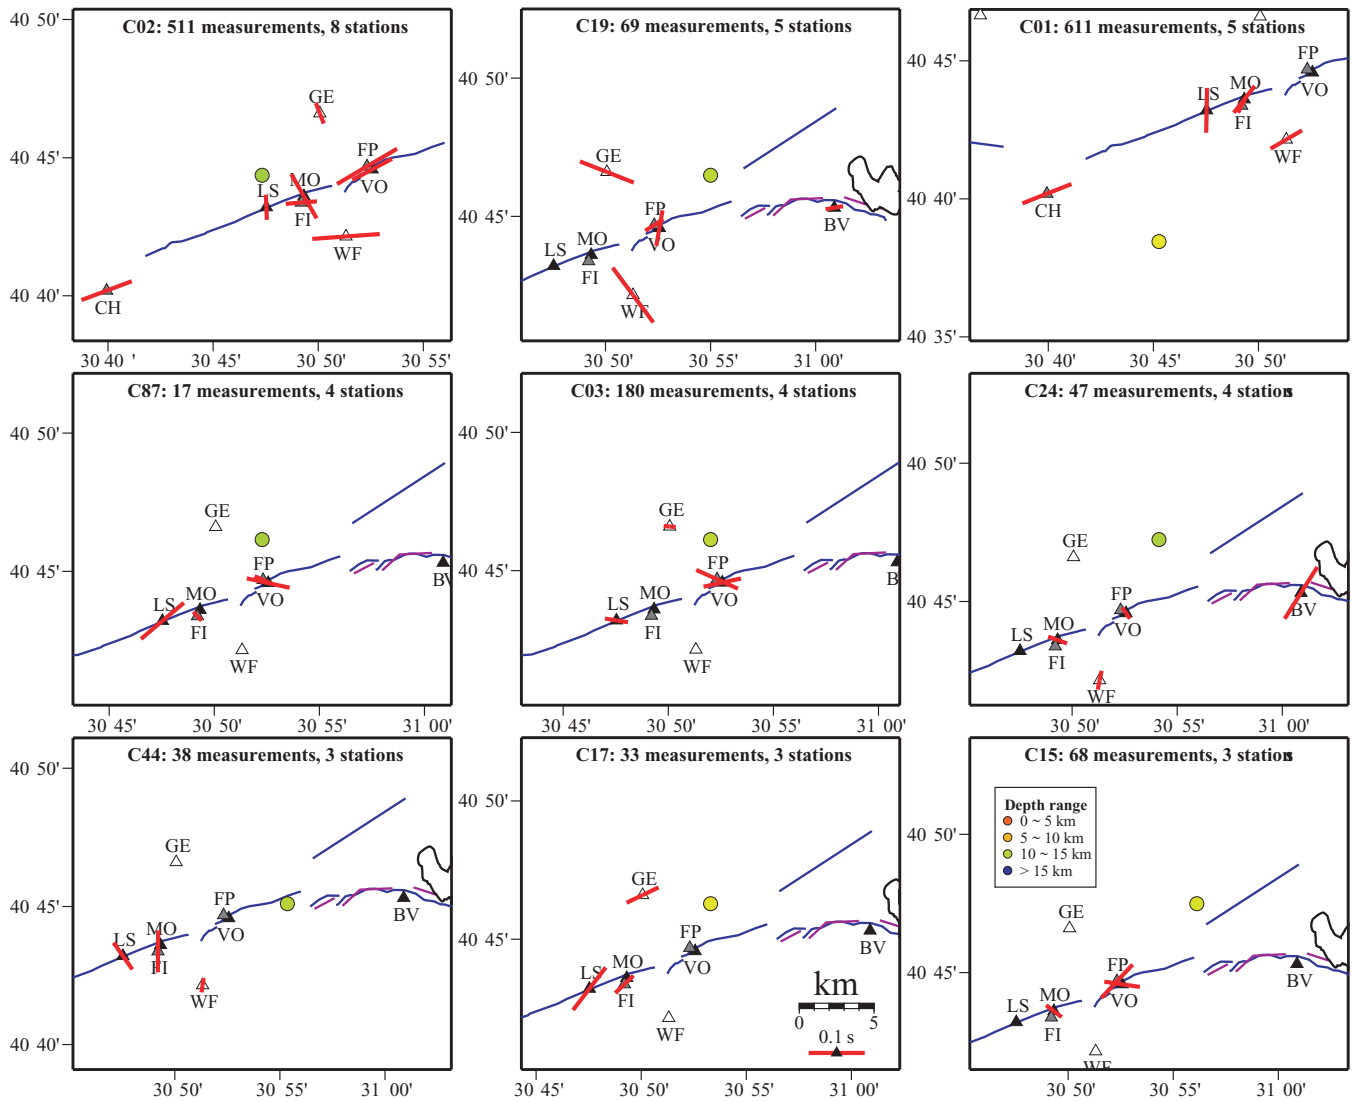 C02: 511 measurements, 8 stations
40 50'
40 45'
40 40'
GE
FP
VO
LS
MO
FI
WF
CH
30 40 '
30 45'
30 50'
30 56'
C19: 69 measurements, 5 stations
40 50'
40 45'
GE
FP
VO
BV
LS
MO
FI
WF
30 50'
30 55'
31 00'
C01: 611 measurements, 5 stations
40 45'
40 40'
40 35'
FP
VO
LS
MO
FI
WF
CH
30 40'
30 45'
30 50'
C87: 17 measurements, 4 stations
40 50'
40 45'
GE
FP
VO
BV
LS
MO
FI
WF
30 45'
30 50'
30 55'
31 00'
C03: 180 measurements, 4 stations
40 50'
40 45'
GE
FP
VO
B
LS
MO
FI
WF
30 45'
30 50'
30 55'
31 00'
C24: 47 measurements, 4 stations
40 50'
40 45'
GE
FP
VO
BV
LS
MO
FI
WF
30 50'
30 55'
31 00'
C44: 38 measurements, 3 stations
40 50'
40 45'
40 40'
GE
FP
VO
BV
LS
MO
FI
WF
30 50'
30 55'
31 00'
C17: 33 measurements, 3 stations
40 50'
40 45'
GE
FP
VO
BV
LS
MO
FI
WF
km
0 5
0.1 s
30 45'
30 50'
30 55'
31 00'
C15: 68 measurements, 3 stations
Depth range
0 ~ 5 km
5 ~ 10 km
10 ~ 15 km
> 15 km
40 50'
40 45'
GE
FP
VO
BV
LS
MO
FI
WF
30 50'
30 55'
31 00'